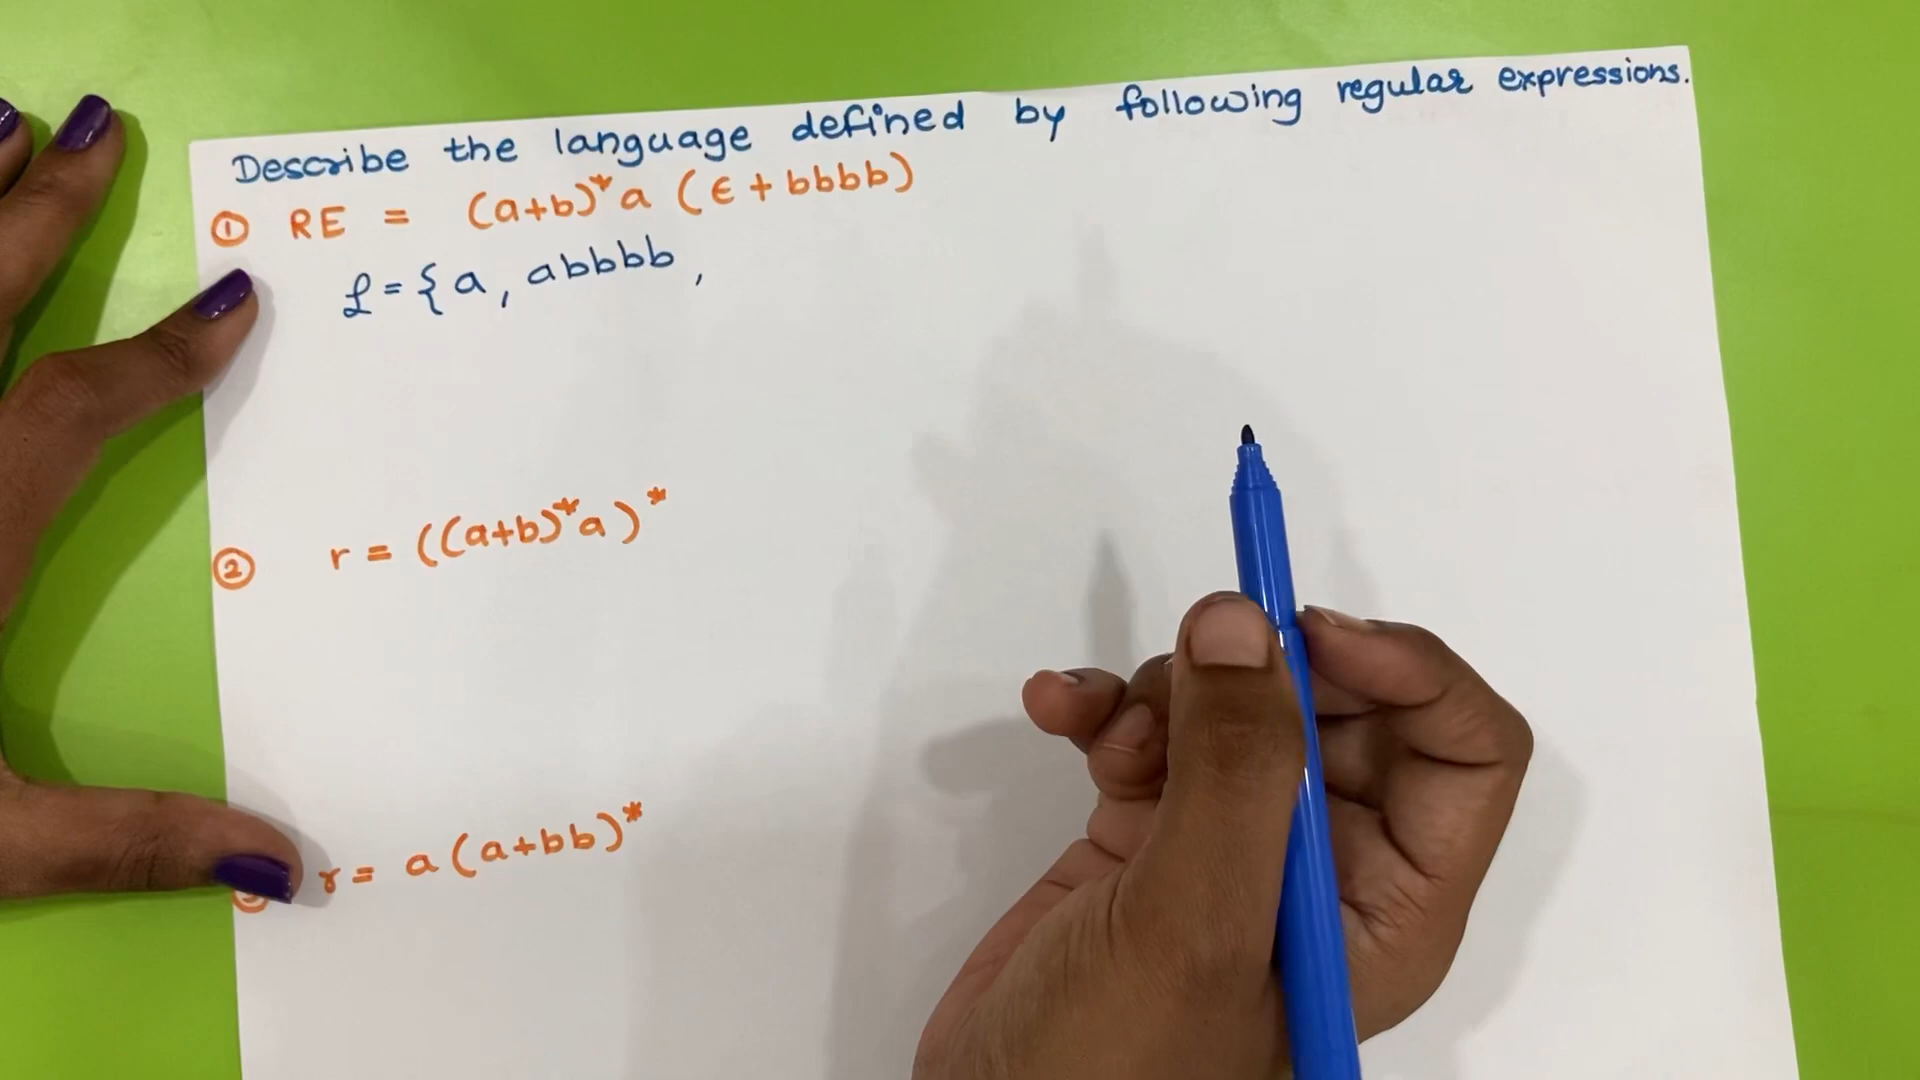 Describe the language defined by following regular expressions.
① RE = (a+b)*a (ϵ + bbbb)
ℒ = {a, abbbb,
② r = ((a+b)*a)*
r = a(a+bb)*